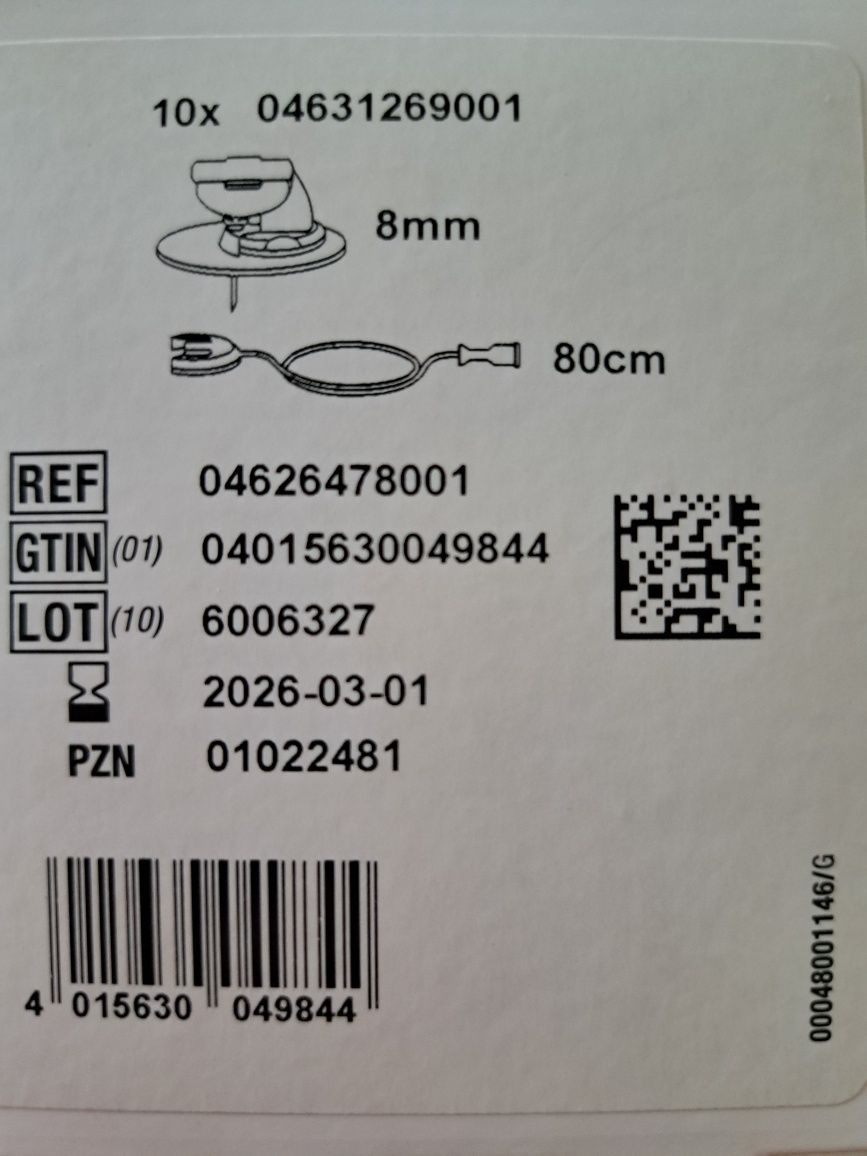 10x 04631269001
8mm
80cm
REF 04626478001
GTIN (01) 04015630049844
LOT (10) 6006327
2026-03-01
PZN 01022481
4 015630 049844
00048001146/G